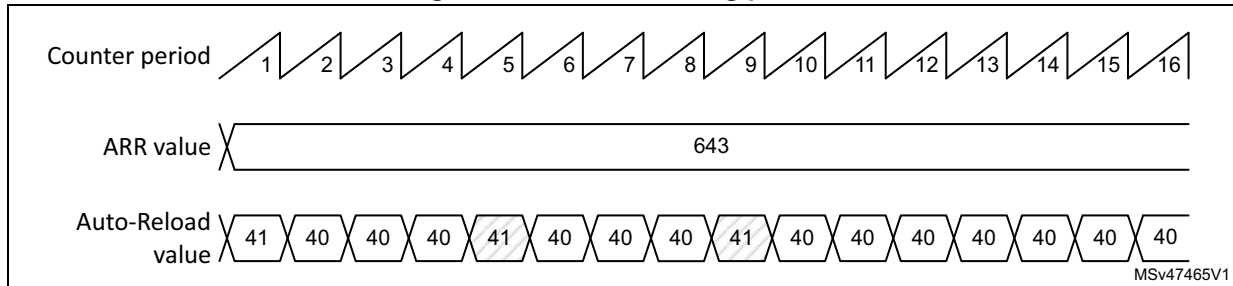 Counter period 1 2 3 4 5 6 7 8 9 10 11 12 13 14 15 16
ARR value 643
Auto-Reload
value 41 40 40 40 41 40 40 40 41 40 40 40 40 40 40 40
MSv47465V1